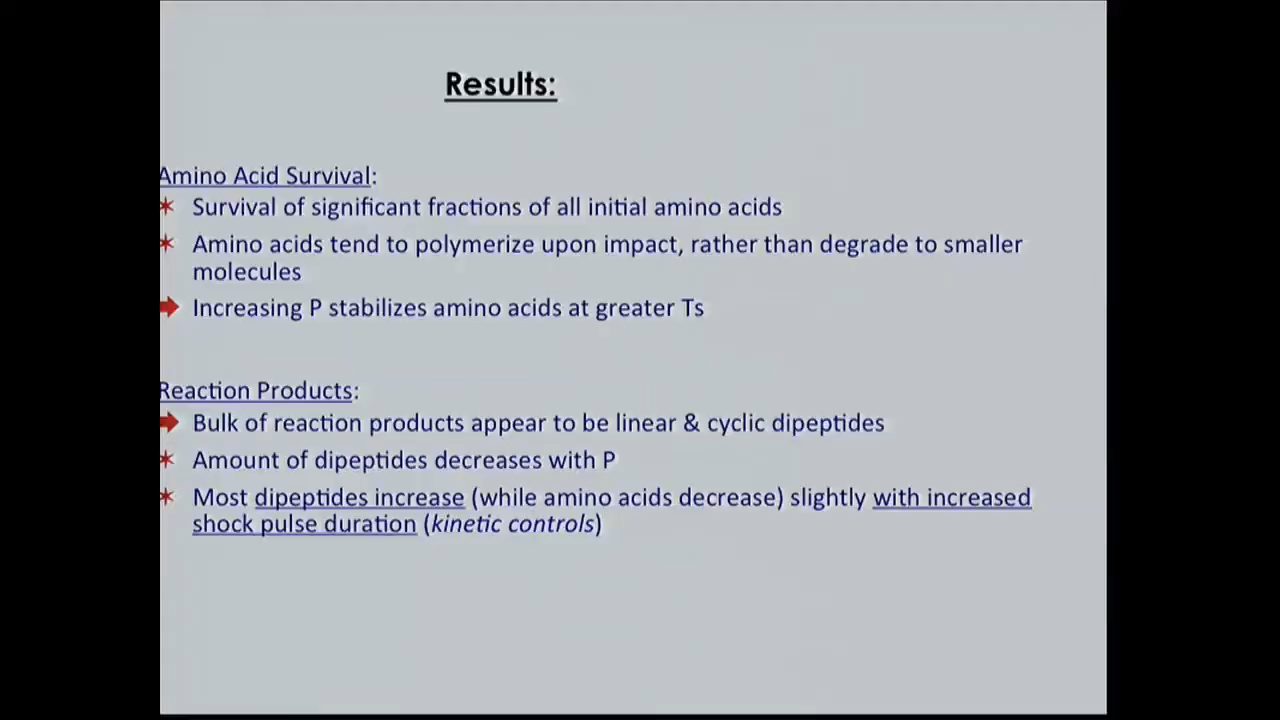 Results:
Amino Acid Survival:
Survival of significant fractions of all initial amino acids
Amino acids tend to polymerize upon impact, rather than degrade to smaller
molecules
Increasing P stabilizes amino acids at greater Ts
Reaction Products:
Bulk of reaction products appear to be linear & cyclic dipeptides
Amount of dipeptides decreases with P
Most dipeptides increase (while amino acids decrease) slightly with increased
shock pulse duration (kinetic controls)